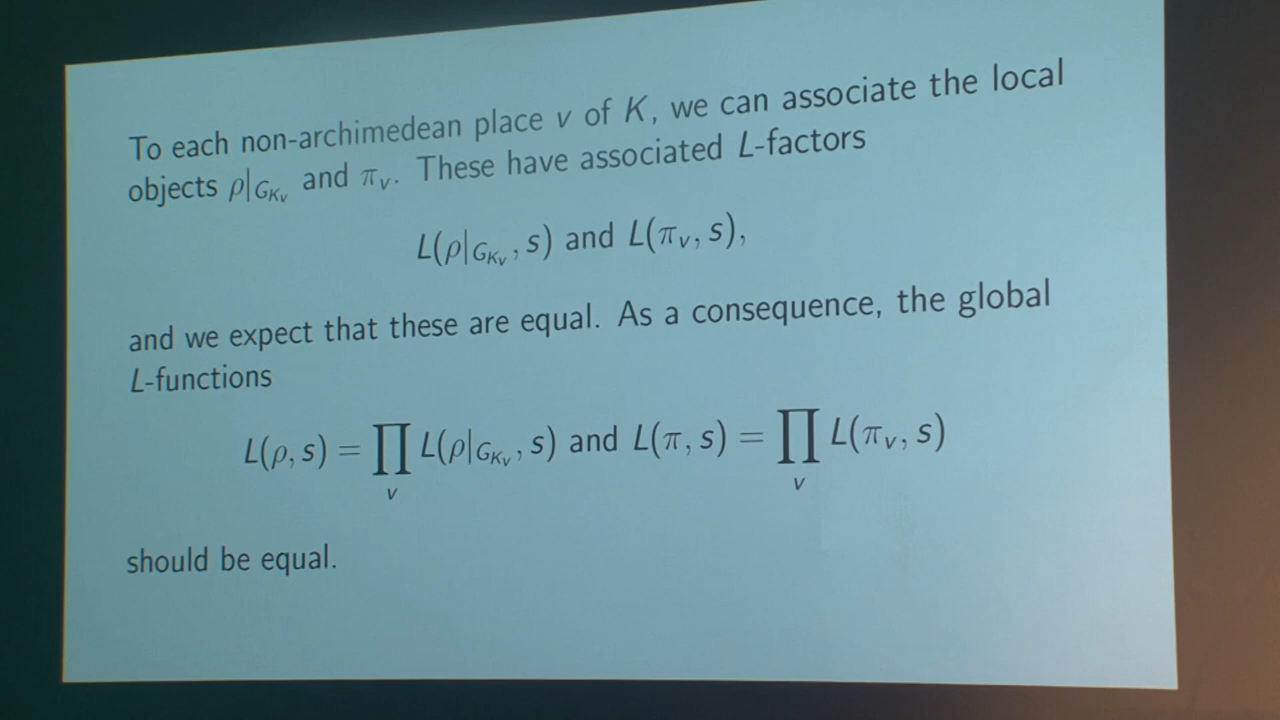 To each non-archimedean place v of K, we can associate the local
objects ρ|_{G_{K_v}} and π_v. These have associated L-factors
L(ρ|_{G_{K_v}}, s) and L(π_v, s),
and we expect that these are equal. As a consequence, the global
L-functions
L(ρ, s) = ∏_v L(ρ|_{G_{K_v}}, s) and L(π, s) = ∏_v L(π_v, s)
should be equal.